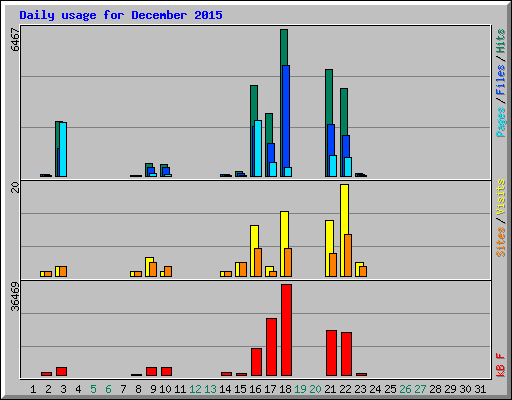 Daily usage for December 2015
6467
Pages / Files / Hits
20
Sites / Visits
36469
kB F
1 2 3 4 5 6 7 8 9 10 11 12 13 14 15 16 17 18 19 20 21 22 23 24 25 26 27 28 29 30 31